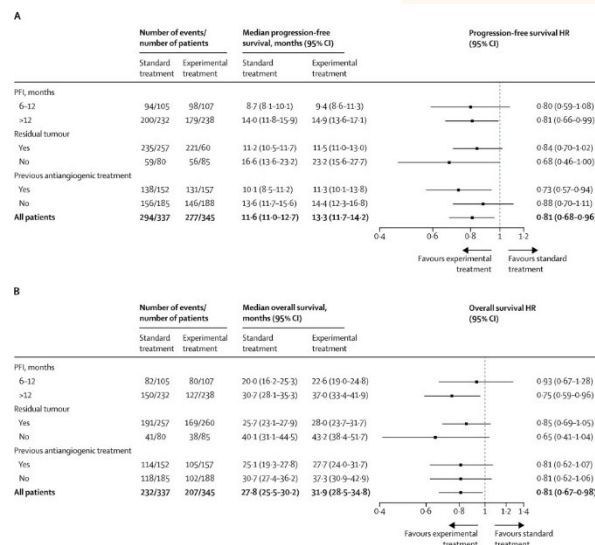 A
Number of events/ number of patients Median progression-free survival, months (95% CI) Progression-free survival HR (95% CI)
Standard treatment Experimental treatment Standard treatment Experimental treatment
PFI, months
6–12 94/105 98/107 8·7 (8·1–10·1) 9·4 (8·6–11·3) 0·80 (0·59–1·08)
>12 200/232 179/238 14·0 (11·8–15·9) 14·9 (13·6–17·1) 0·81 (0·66–0·99)
Residual tumour
Yes 235/257 221/60 11·2 (10·5–11·7) 11·5 (11·0–13·0) 0·84 (0·70–1·02)
No 59/80 56/85 16·6 (13·6–23·2) 23·2 (15·6–27·7) 0·68 (0·46–1·00)
Previous antiangiogenic treatment
Yes 138/152 131/157 10·1 (8·5–11·2) 11·3 (10·1–13·8) 0·73 (0·57–0·94)
No 156/185 146/188 13·6 (11·7–15·6) 14·4 (12·3–16·8) 0·88 (0·70–1·11)
All patients 294/337 277/345 11·6 (11·0–12·7) 13·3 (11·7–14·2) 0·81 (0·68–0·96)
0·4 0·6 0·8 1 1·2
Favours experimental treatment Favours standard treatment
B
Number of events/ number of patients Median overall survival, months (95% CI) Overall survival HR (95% CI)
Standard treatment Experimental treatment Standard treatment Experimental treatment
PFI, months
6–12 82/105 80/107 20·0 (16·2–25·3) 22·6 (19·0–24·8) 0·93 (0·67–1·28)
>12 150/232 127/238 30·7 (28·1–35·3) 37·0 (33·4–41·9) 0·75 (0·59–0·96)
Residual tumour
Yes 191/257 169/260 25·7 (23·1–27·9) 28·0 (23·7–31·7) 0·85 (0·69–1·05)
No 41/80 38/85 40·1 (31·1–44·5) 43·2 (38·4–51·7) 0·65 (0·41–1·04)
Previous antiangiogenic treatment
Yes 114/152 105/157 25·1 (19·3–27·8) 27·7 (24·0–31·7) 0·81 (0·62–1·07)
No 118/185 102/188 30·7 (27·4–36·2) 37·3 (30·9–42·9) 0·81 (0·62–1·06)
All patients 232/337 207/345 27·8 (25·5–30·2) 31·9 (28·5–34·8) 0·81 (0·67–0·98)
0·4 0·6 0·8 1 1·2 1·4
Favours experimental treatment Favours standard treatment